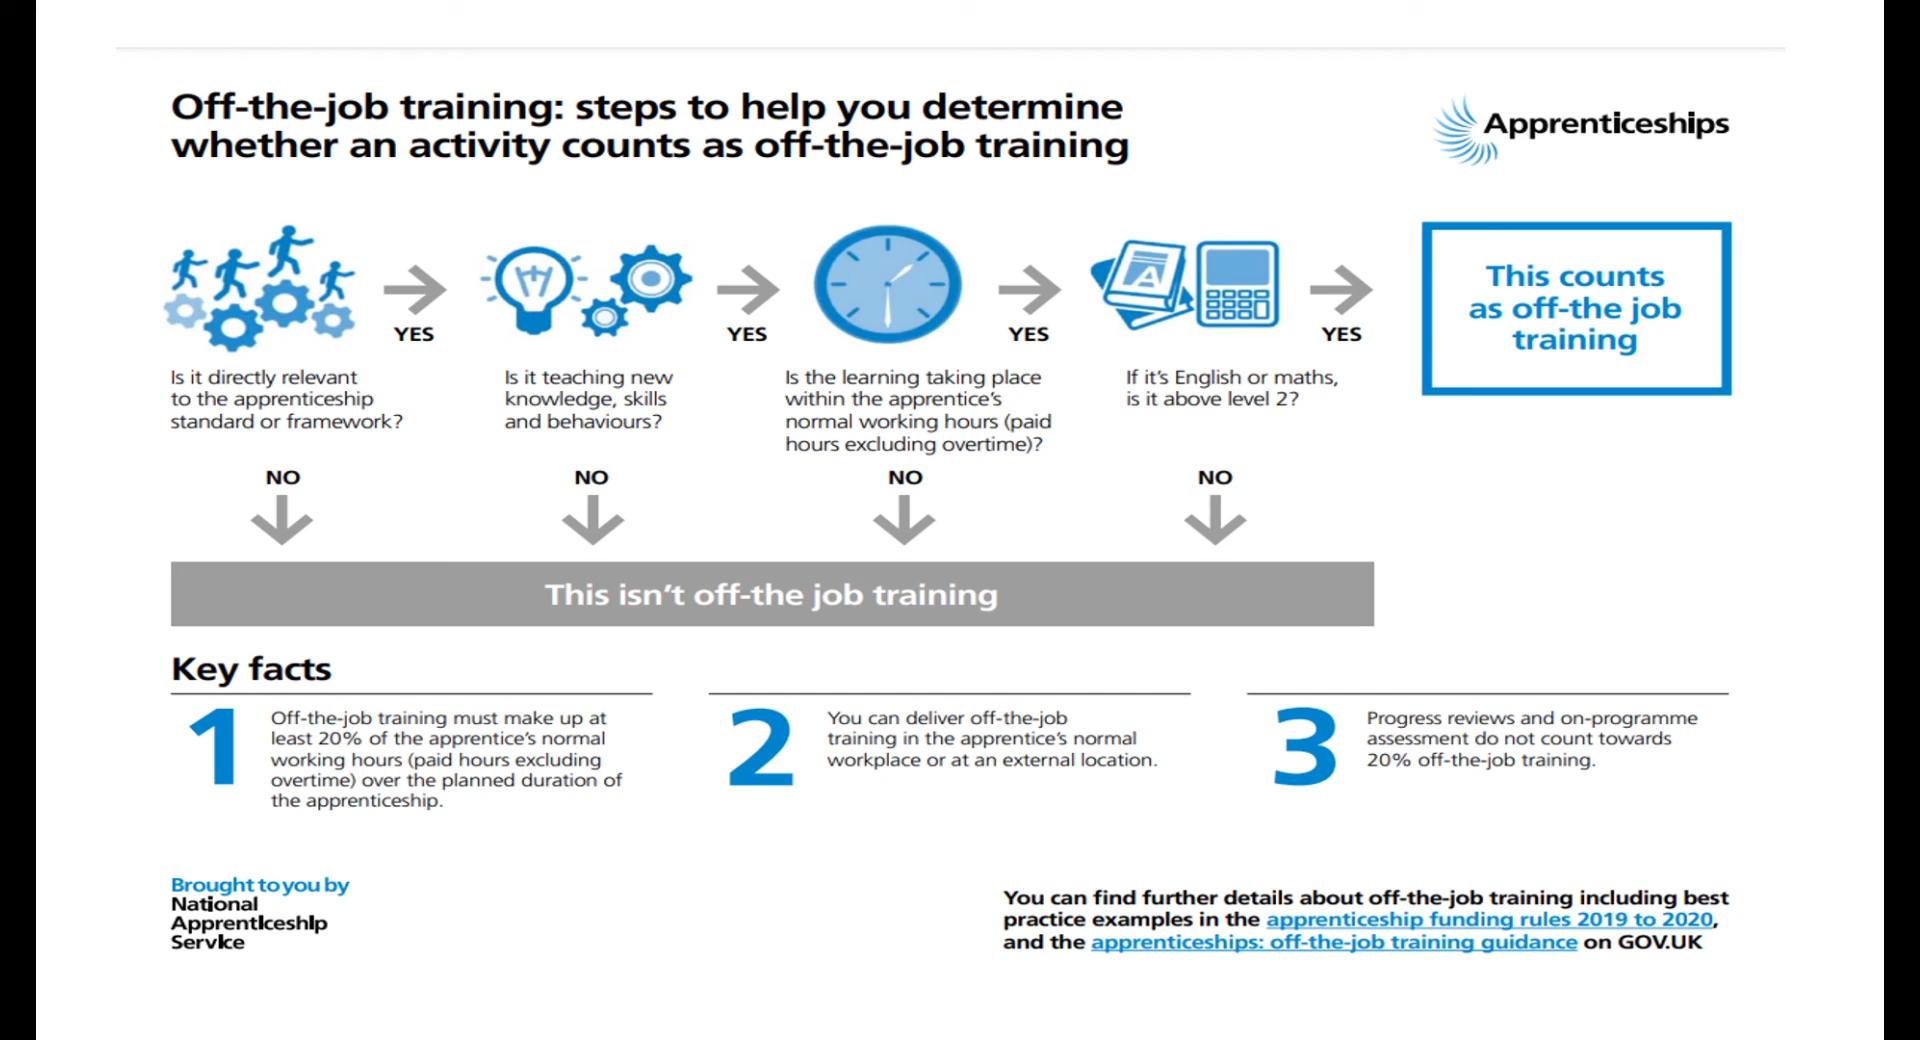 Off-the-job training: steps to help you determine
whether an activity counts as off-the-job training
Apprenticeships
YES
YES
YES
YES
This counts
as off-the job
training
Is it directly relevant
to the apprenticeship
standard or framework?
Is it teaching new
knowledge, skills
and behaviours?
Is the learning taking place
within the apprentice's
normal working hours (paid
hours excluding overtime)?
If it's English or maths,
is it above level 2?
NO
NO
NO
NO
This isn't off-the job training
Key facts
1
Off-the-job training must make up at
least 20% of the apprentice's normal
working hours (paid hours excluding
overtime) over the planned duration of
the apprenticeship.
2
You can deliver off-the-job
training in the apprentice's normal
workplace or at an external location.
3
Progress reviews and on-programme
assessment do not count towards
20% off-the-job training.
Brought to you by
National
Apprenticeship
Service
You can find further details about off-the-job training including best
practice examples in the apprenticeship funding rules 2019 to 2020,
and the apprenticeships: off-the-job training guidance on GOV.UK